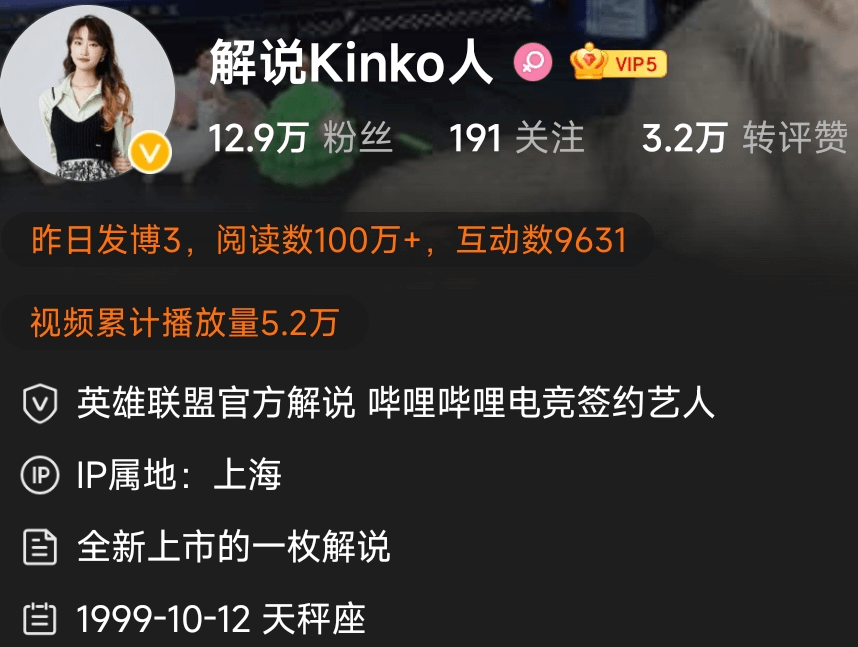 解说Kinko人 VIP5
12.9万 粉丝 191 关注 3.2万 转评赞
昨日发博3，阅读数100万+，互动数9631
视频累计播放量5.2万
英雄联盟官方解说 哔哩哔哩电竞签约艺人
IP IP属地：上海
全新上市的一枚解说
1999-10-12 天秤座